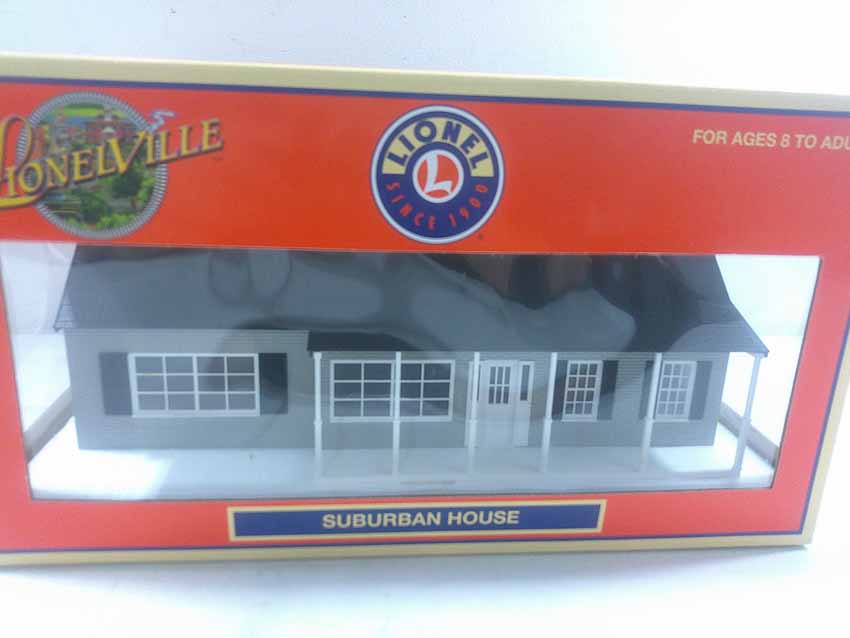 LIONELVILLE
LIONEL
L
SINCE 1900
FOR AGES 8 TO ADU
SUBURBAN HOUSE